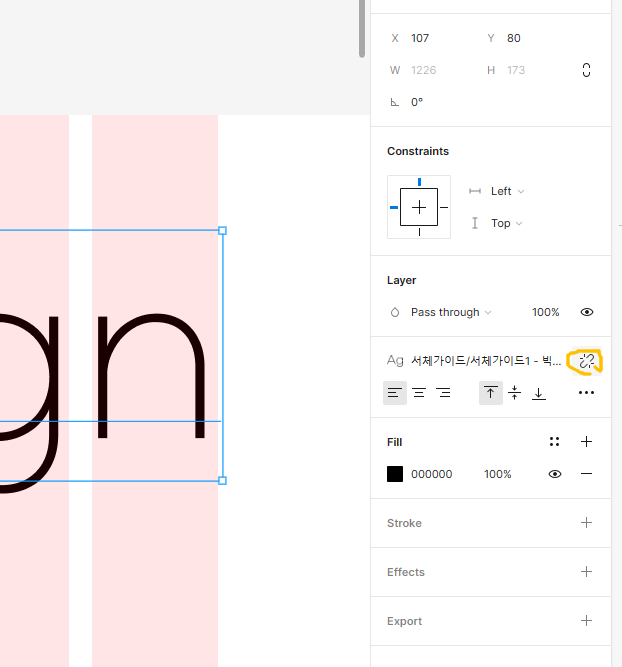 X 107 Y 80
W 1226 H 173
0°
Constraints
Left
Top
Layer
Pass through 100%
gn
Ag 서체가이드/서체가이드1 - 빅...
Fill
000000 100%
Stroke
Effects
Export